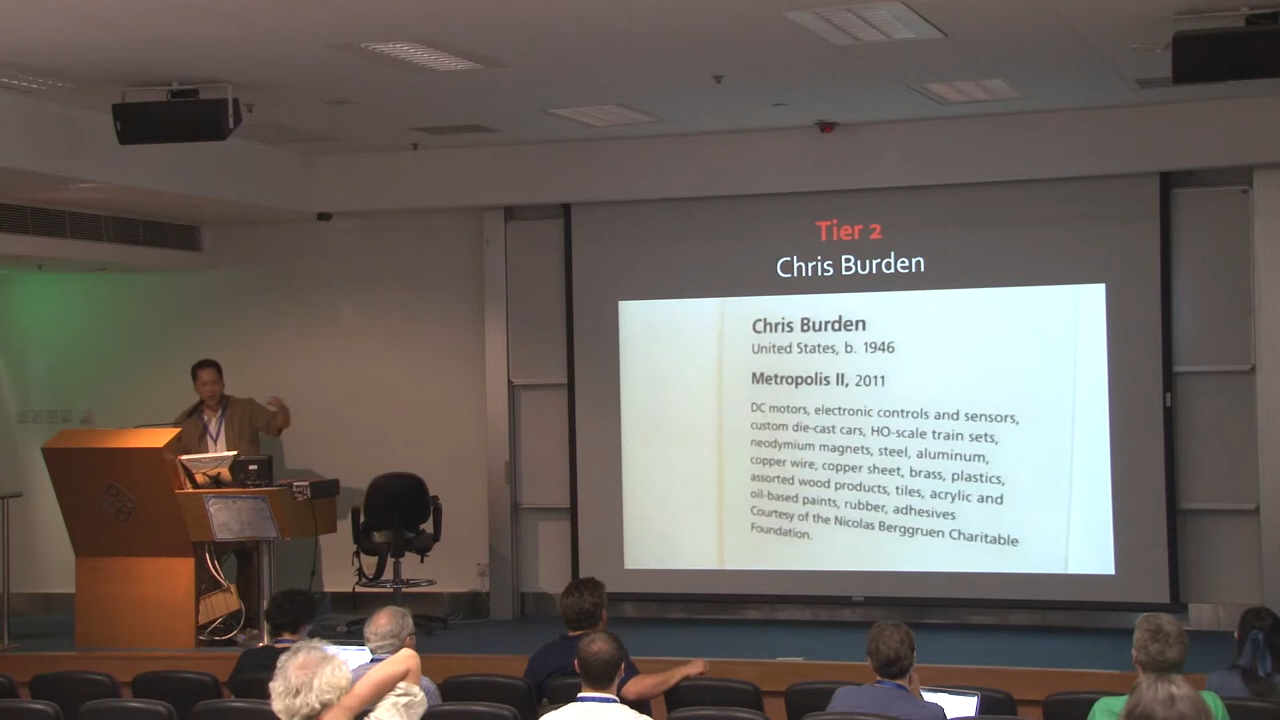 Tier 2
Chris Burden
Chris Burden
United States, b. 1946
Metropolis II, 2011
DC motors, electronic controls and sensors,
custom die-cast cars, HO-scale train sets,
neodymium magnets, steel, aluminum,
copper wire, copper sheet, brass, plastics,
assorted wood products, tiles, acrylic and
oil-based paints, rubber, adhesives
Courtesy of the Nicolas Berggruen Charitable
Foundation.